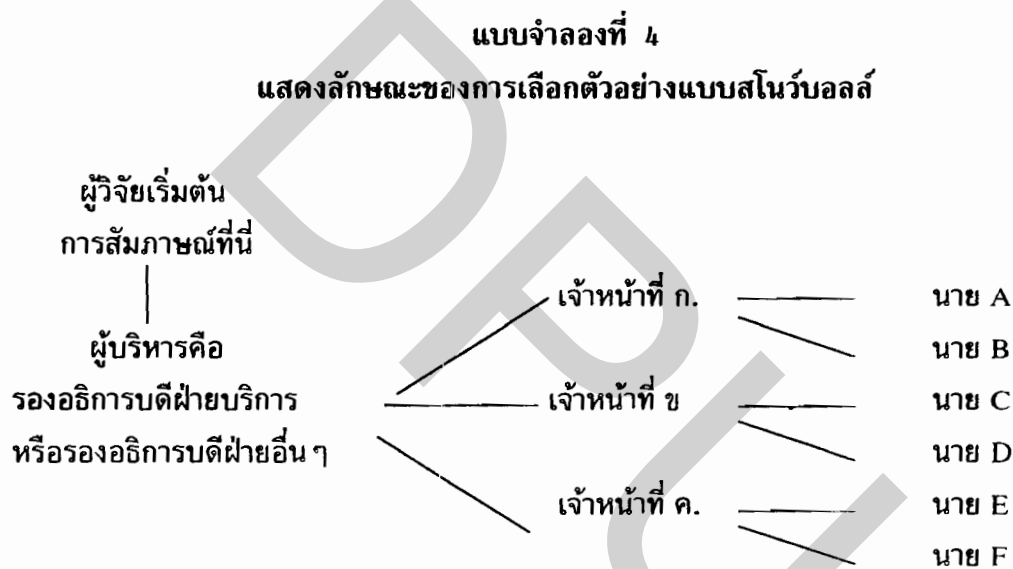 แบบจำลองที่ 4
แสดงลักษณะของการเลือกตัวอย่างแบบสโนว์บอลล์
ผู้วิจัยเริ่มต้น
การสัมภาษณ์ที่นี่
ผู้บริหารคือ
รองอธิการบดีฝ่ายบริการ
หรือรองอธิการบดีฝ่ายอื่น ๆ
เจ้าหน้าที่ ก.
เจ้าหน้าที่ ข
เจ้าหน้าที่ ค.
นาย A
นาย B
นาย C
นาย D
นาย E
นาย F
DPU